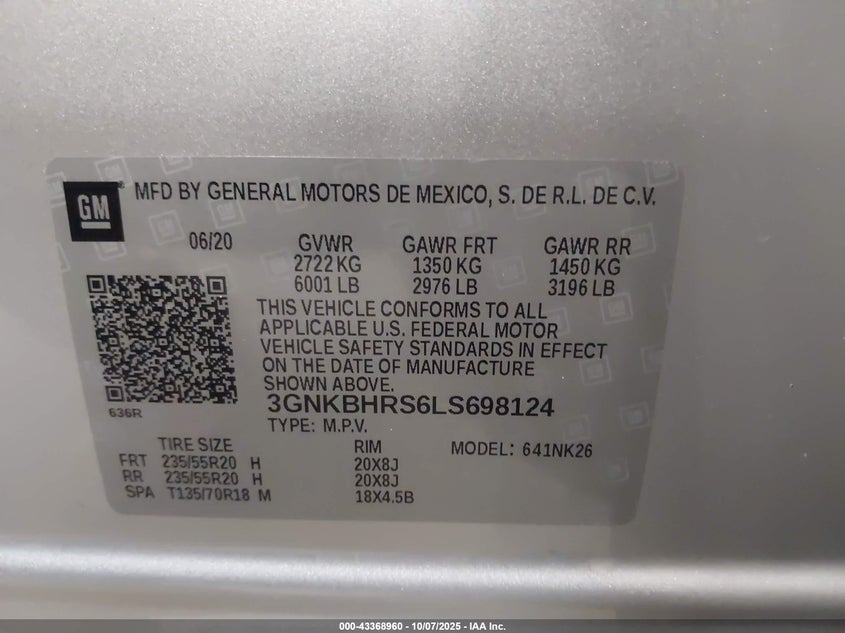 GM
® MFD BY GENERAL MOTORS DE MEXICO, S. DE R.L. DE C.V.
06/20 GVWR GAWR FRT GAWR RR
2722 KG 1350 KG 1450 KG
6001 LB 2976 LB 3196 LB
THIS VEHICLE CONFORMS TO ALL
APPLICABLE U.S. FEDERAL MOTOR
VEHICLE SAFETY STANDARDS IN EFFECT
ON THE DATE OF MANUFACTURE
SHOWN ABOVE.
636R
3GNKBHRS6LS698124
TYPE: M.P.V.
TIRE SIZE RIM MODEL: 641NK26
FRT 235/55R20 H 20X8J
RR 235/55R20 H 20X8J
SPA T135/70R18 M 18X4.5B
000-43368960 - 10/07/2025 - IAA Inc.